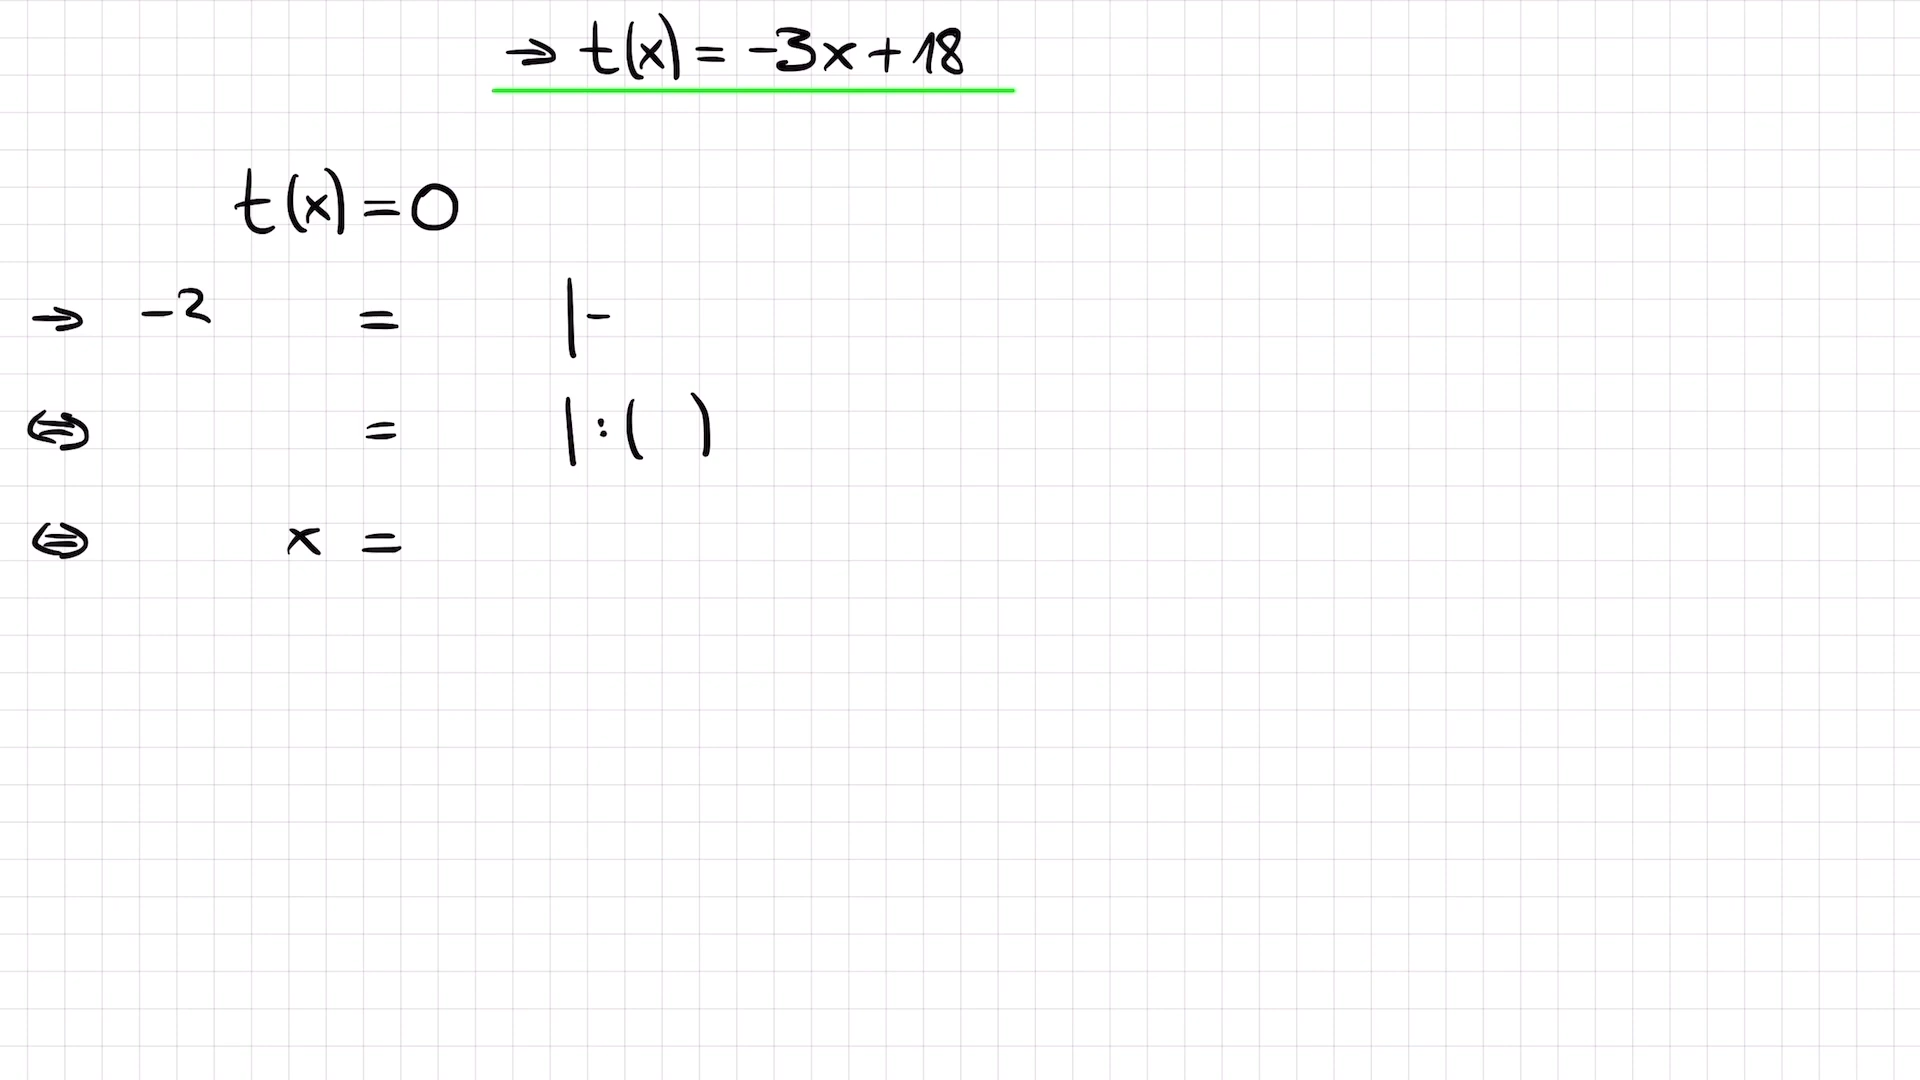 ⇒ t(x) = -3x + 18
t(x) = 0
→ -2 = | -
⇔ = | : ( )
⇔ x =